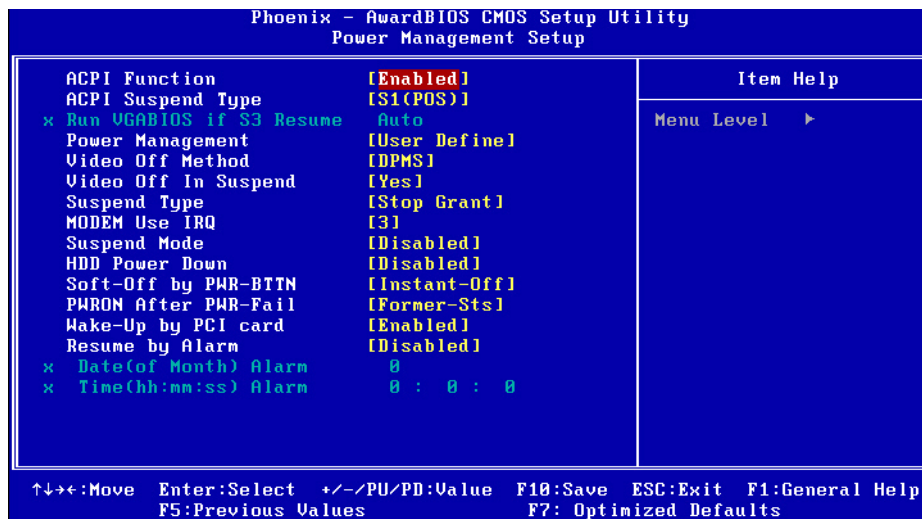 Phoenix - AwardBIOS CMOS Setup Utility
Power Management Setup
ACPI Function [Enabled]
ACPI Suspend Type [S1(POS)]
x Run VGABIOS if S3 Resume Auto
Power Management [User Define]
Video Off Method [DPMS]
Video Off In Suspend [Yes]
Suspend Type [Stop Grant]
MODEM Use IRQ [3]
Suspend Mode [Disabled]
HDD Power Down [Disabled]
Soft-Off by PWR-BTTN [Instant-Off]
PWRON After PWR-Fail [Former-Sts]
Wake-Up by PCI card [Enabled]
Resume by Alarm [Disabled]
x Date(of Month) Alarm 0
x Time(hh:mm:ss) Alarm 0 : 0 : 0
Item Help
Menu Level ▶
↑↓→←:Move Enter:Select +/-/PU/PD:Value F10:Save ESC:Exit F1:General Help
F5:Previous Values F7: Optimized Defaults